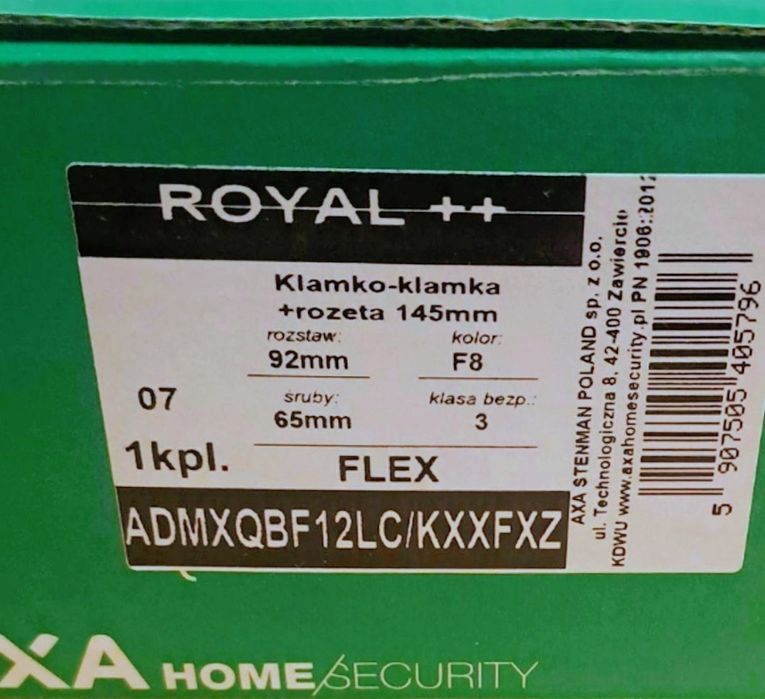 ROYAL ++
Klamko-klamka
+rozeta 145mm
rozstaw: kolor:
92mm F8
07
śruby: klasa bezp.:
65mm 3
1kpl. FLEX
ADMXQBF12LC/KXXFXZ
AXA STENMAN POLAND sp. z o.o.
ul. Technologiczna 8, 42-400 Zawiercie
KDWU www.axahomesecurity.pl PN 1906:2012
5 907505 405796
XA HOME/SECURITY